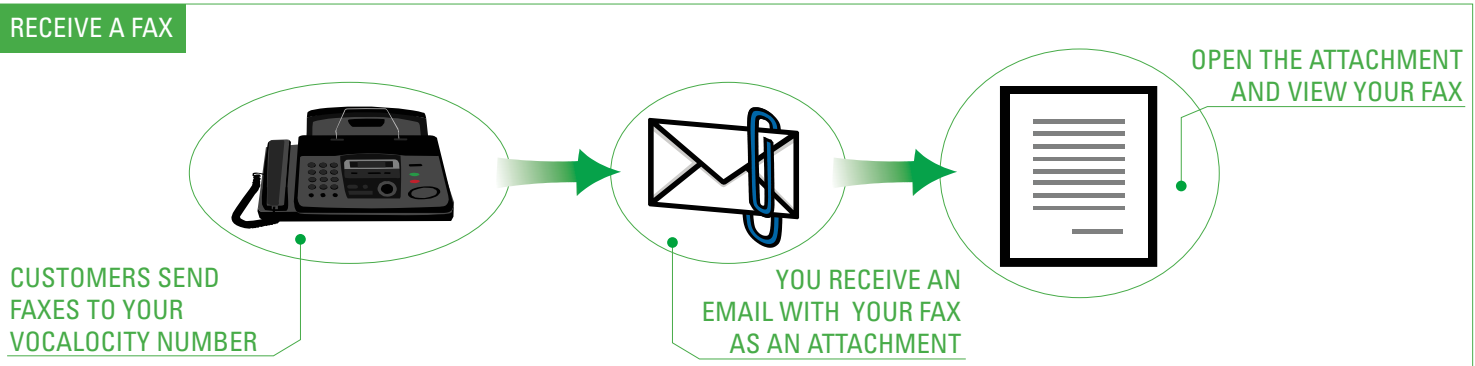 RECEIVE A FAX
CUSTOMERS SEND
FAXES TO YOUR
VOCALOCITY NUMBER
YOU RECEIVE AN
EMAIL WITH YOUR FAX
AS AN ATTACHMENT
OPEN THE ATTACHMENT
AND VIEW YOUR FAX